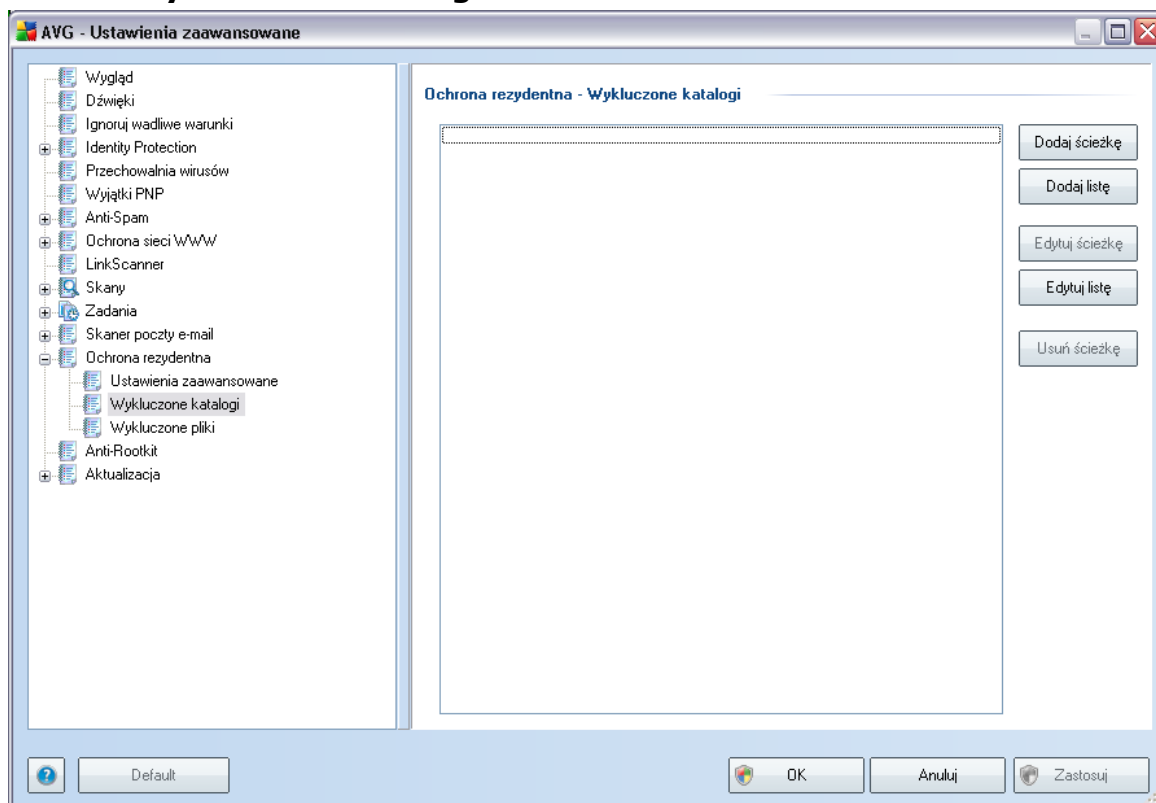 AVG - Ustawienia zaawansowane
Wygląd
Dźwięki
Ignoruj wadliwe warunki
Identity Protection
Przechowalnia wirusów
Wyjątki PNP
Anti-Spam
Ochrona sieci WWW
LinkScanner
Skany
Zadania
Skaner poczty e-mail
Ochrona rezydentna
Ustawienia zaawansowane
Wykluczone katalogi
Wykluczone pliki
Anti-Rootkit
Aktualizacja
Ochrona rezydentna - Wykluczone katalogi
Dodaj ścieżkę
Dodaj listę
Edytuj ścieżkę
Edytuj listę
Usuń ścieżkę
Default
OK
Anuluj
Zastosuj